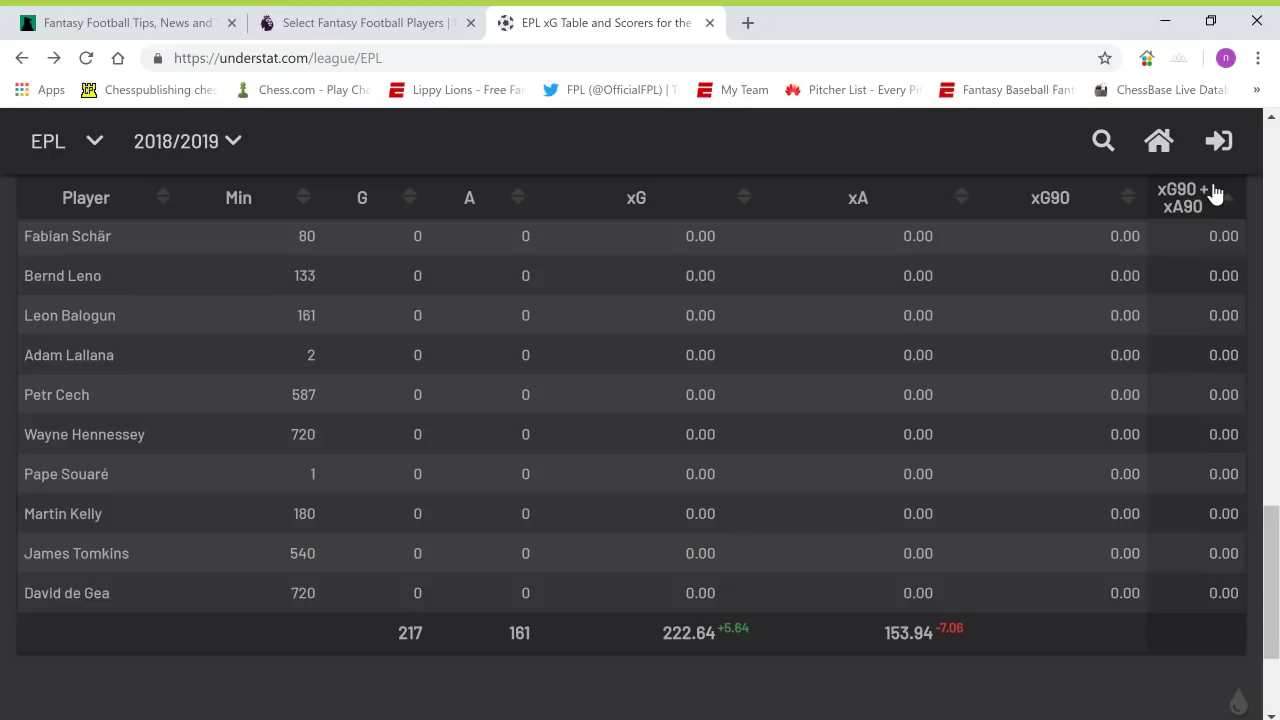 Fantasy Football Tips, News and
Select Fantasy Football Players |
EPL xG Table and Scorers for the
https://understat.com/league/EPL
n
Apps
Chesspublishing ches
Chess.com - Play Che
Lippy Lions - Free Fan
FPL (@OfficialFPL) | T
My Team
Pitcher List - Every Pi
Fantasy Baseball Fant
ChessBase Live Datab
»
EPL
2018/2019
Player Min G A xG xA xG90 xG90 +
xA90
Fabian Schär 80 0 0 0.00 0.00 0.00 0.00
Bernd Leno 133 0 0 0.00 0.00 0.00 0.00
Leon Balogun 161 0 0 0.00 0.00 0.00 0.00
Adam Lallana 2 0 0 0.00 0.00 0.00 0.00
Petr Cech 587 0 0 0.00 0.00 0.00 0.00
Wayne Hennessey 720 0 0 0.00 0.00 0.00 0.00
Pape Souaré 1 0 0 0.00 0.00 0.00 0.00
Martin Kelly 180 0 0 0.00 0.00 0.00 0.00
James Tomkins 540 0 0 0.00 0.00 0.00 0.00
David de Gea 720 0 0 0.00 0.00 0.00 0.00
217 161 222.64 +5.64 153.94 -7.06